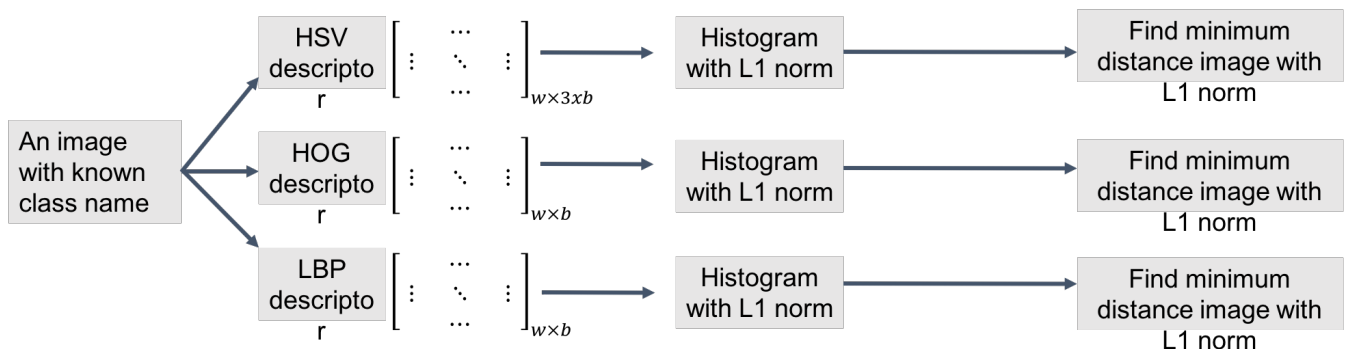 An image
with known
class name
HSV
descripto
r
⋯
⋮ ⋱ ⋮
⋯
w×3xb
Histogram
with L1 norm
Find minimum
distance image with
L1 norm
HOG
descripto
r
⋯
⋮ ⋱ ⋮
⋯
w×b
Histogram
with L1 norm
Find minimum
distance image with
L1 norm
LBP
descripto
r
⋯
⋮ ⋱ ⋮
⋯
w×b
Histogram
with L1 norm
Find minimum
distance image with
L1 norm